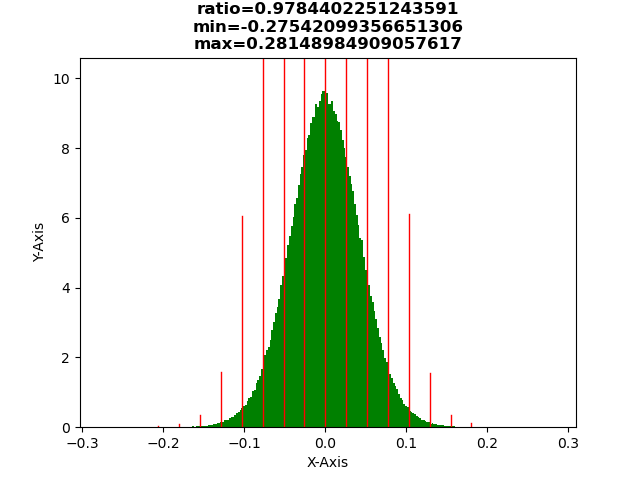 ratio=0.9784402251243591
min=-0.27542099356651306
max=0.28148984909057617
10
8
6
4
2
0
Y-Axis
−0.3 −0.2 −0.1 0.0 0.1 0.2 0.3
X-Axis